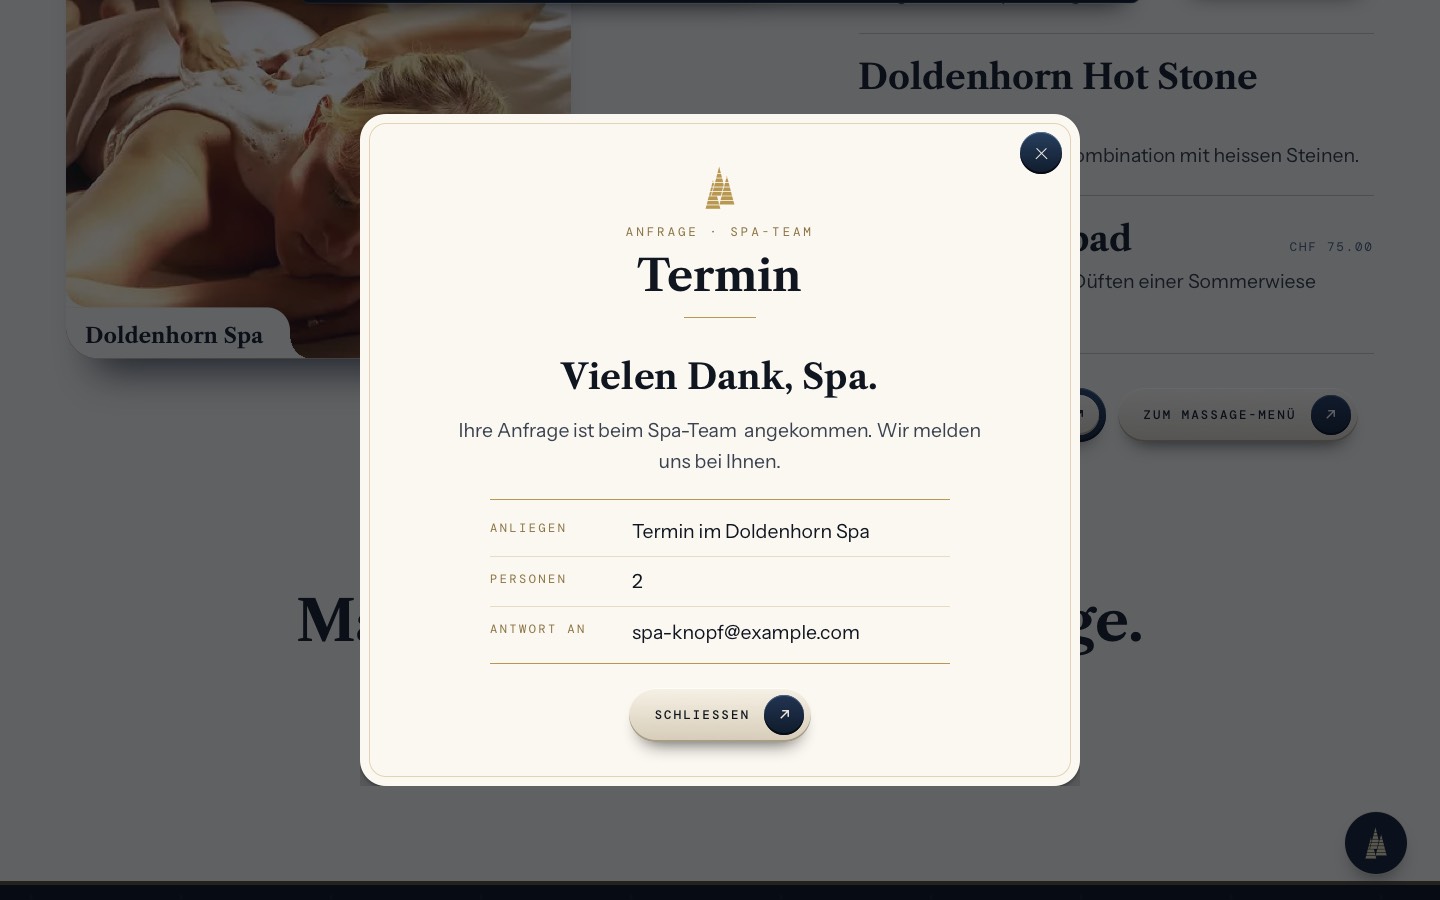 Doldenhorn Hot Stone
ombination mit heissen Steinen.
bad
CHF 75.00
Düften einer Sommerwiese
Doldenhorn Spa
ZUM MASSAGE-MENÜ
ANFRAGE · SPA-TEAM
Termin
Vielen Dank, Spa.
Ihre Anfrage ist beim Spa-Team angekommen. Wir melden
uns bei Ihnen.
ANLIEGEN
Termin im Doldenhorn Spa
PERSONEN
2
ANTWORT AN
spa-knopf@example.com
SCHLIESSEN
ge.